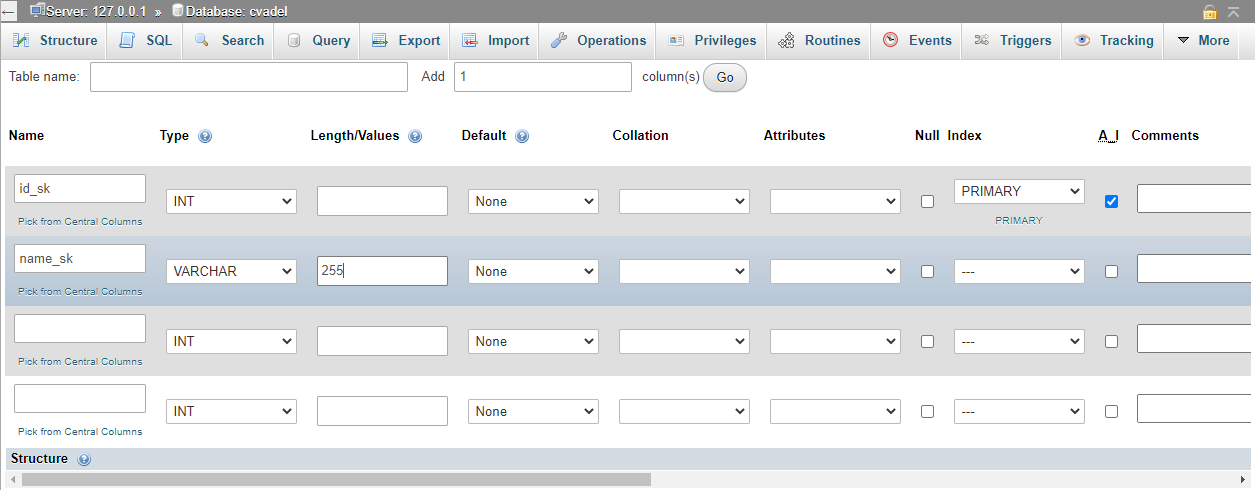 Server: 127.0.0.1 » Database: cvadel
Structure SQL Search Query Export Import Operations Privileges Routines Events Triggers Tracking More
Table name: Add 1 column(s) Go
Name Type Length/Values Default Collation Attributes Null Index A_I Comments
id_sk INT None PRIMARY
Pick from Central Columns PRIMARY
name_sk VARCHAR 255 None ---
Pick from Central Columns
INT None ---
Pick from Central Columns
INT None ---
Pick from Central Columns
Structure